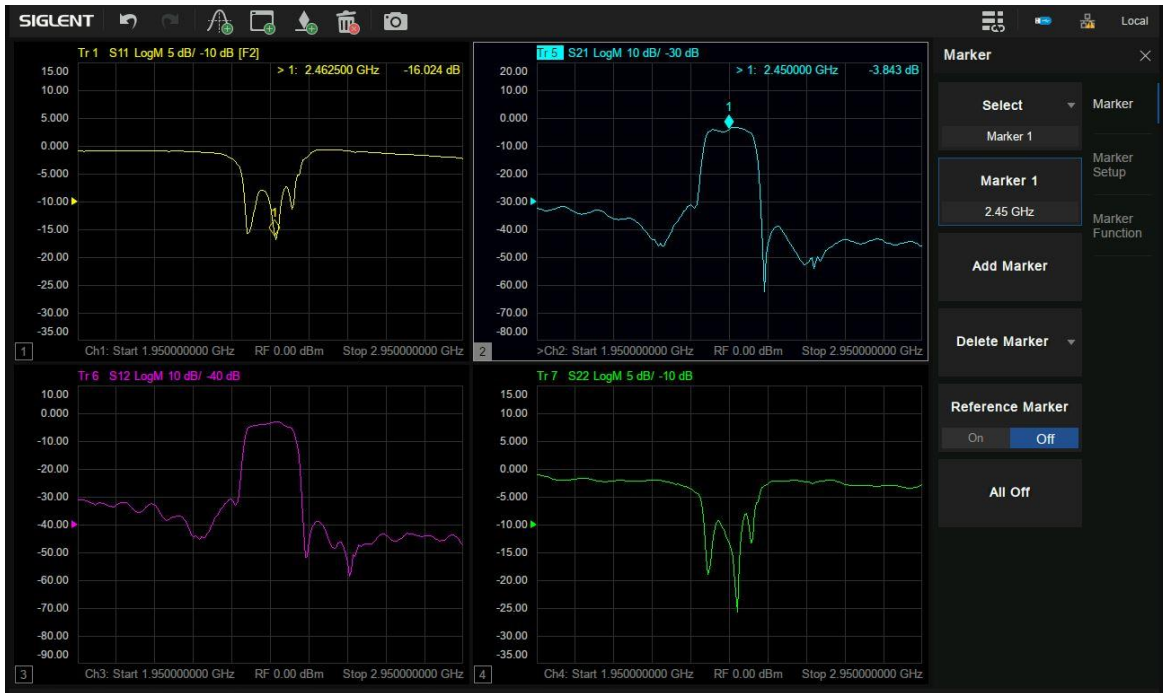 SIGLENT
Local
Tr 1 S11 LogM 5 dB/ -10 dB [F2]
> 1: 2.462500 GHz -16.024 dB
15.00
10.00
5.000
0.000
-5.000
-10.00
-15.00
-20.00
-25.00
-30.00
-35.00
1
1
Ch1: Start 1.950000000 GHz RF 0.00 dBm Stop 2.950000000 GHz
Tr 5 S21 LogM 10 dB/ -30 dB
> 1: 2.450000 GHz -3.843 dB
20.00
10.00
0.000
-10.00
-20.00
-30.00
-40.00
-50.00
-60.00
-70.00
-80.00
1
2
>Ch2: Start 1.950000000 GHz RF 0.00 dBm Stop 2.950000000 GHz
Tr 6 S12 LogM 10 dB/ -40 dB
10.00
0.000
-10.00
-20.00
-30.00
-40.00
-50.00
-60.00
-70.00
-80.00
-90.00
3
Ch3: Start 1.950000000 GHz RF 0.00 dBm Stop 2.950000000 GHz
Tr 7 S22 LogM 5 dB/ -10 dB
15.00
10.00
5.000
0.000
-5.000
-10.00
-15.00
-20.00
-25.00
-30.00
-35.00
4
Ch4: Start 1.950000000 GHz RF 0.00 dBm Stop 2.950000000 GHz
Marker
Select
Marker 1
Marker 1
2.45 GHz
Add Marker
Delete Marker
Reference Marker
On Off
All Off
Marker
Marker
Setup
Marker
Function